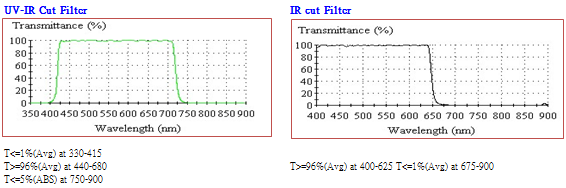 UV-IR Cut Filter
Transmittance (%)
100
80
60
40
20
0
350 400 450 500 550 600 650 700 750 800 850 900
Wavelength (nm)
T<=1%(Avg) at 330-415
T>=96%(Avg) at 440-680
T<=5%(ABS) at 750-900
IR cut Filter
Transmittance (%)
100
80
60
40
20
0
400 450 500 550 600 650 700 750 800 850 900
Wavelength (nm)
T>=96%(Avg) at 400-625 T<=1%(Avg) at 675-900